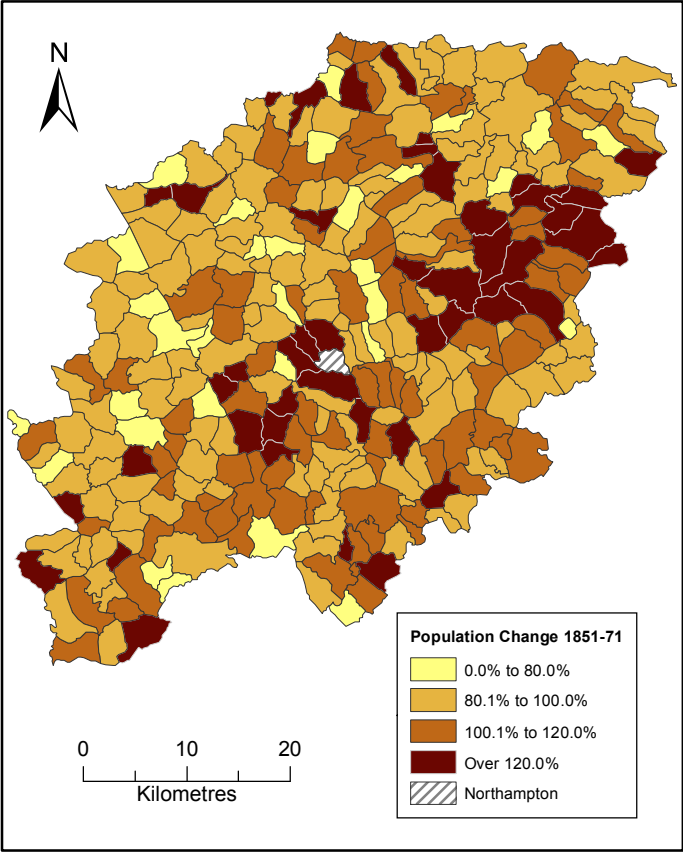 N
Population Change 1851-71
0.0% to 80.0%
80.1% to 100.0%
100.1% to 120.0%
Over 120.0%
Northampton
0 10 20
Kilometres